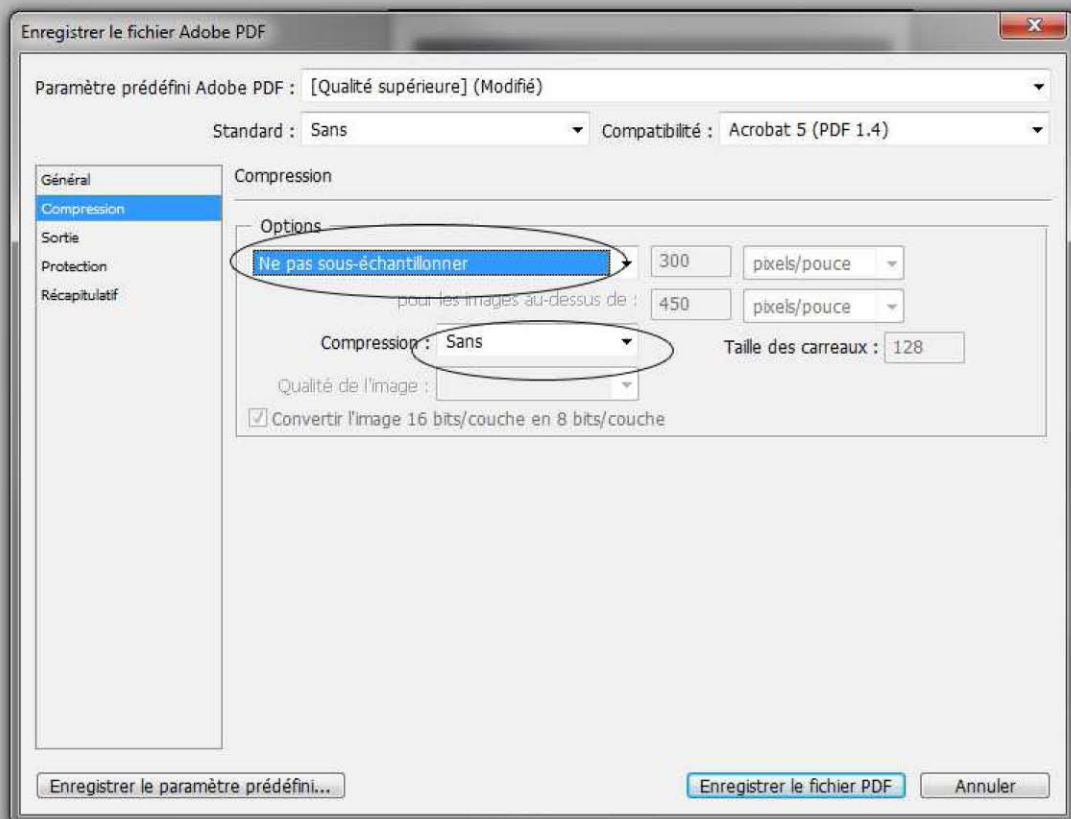 Enregistrer le fichier Adobe PDF
Paramètre prédéfini Adobe PDF : [Qualité supérieure] (Modifié)
Standard : Sans Compatibilité : Acrobat 5 (PDF 1.4)
Général
Compression
Sortie
Protection
Récapitulatif
Compression
Options
Ne pas sous-échantillonner 300 pixels/pouce
pour les images au-dessus de : 450 pixels/pouce
Compression : Sans Taille des carreaux : 128
Qualité de l'image :
Convertir l'image 16 bits/couche en 8 bits/couche
Enregistrer le paramètre prédéfini... Enregistrer le fichier PDF Annuler